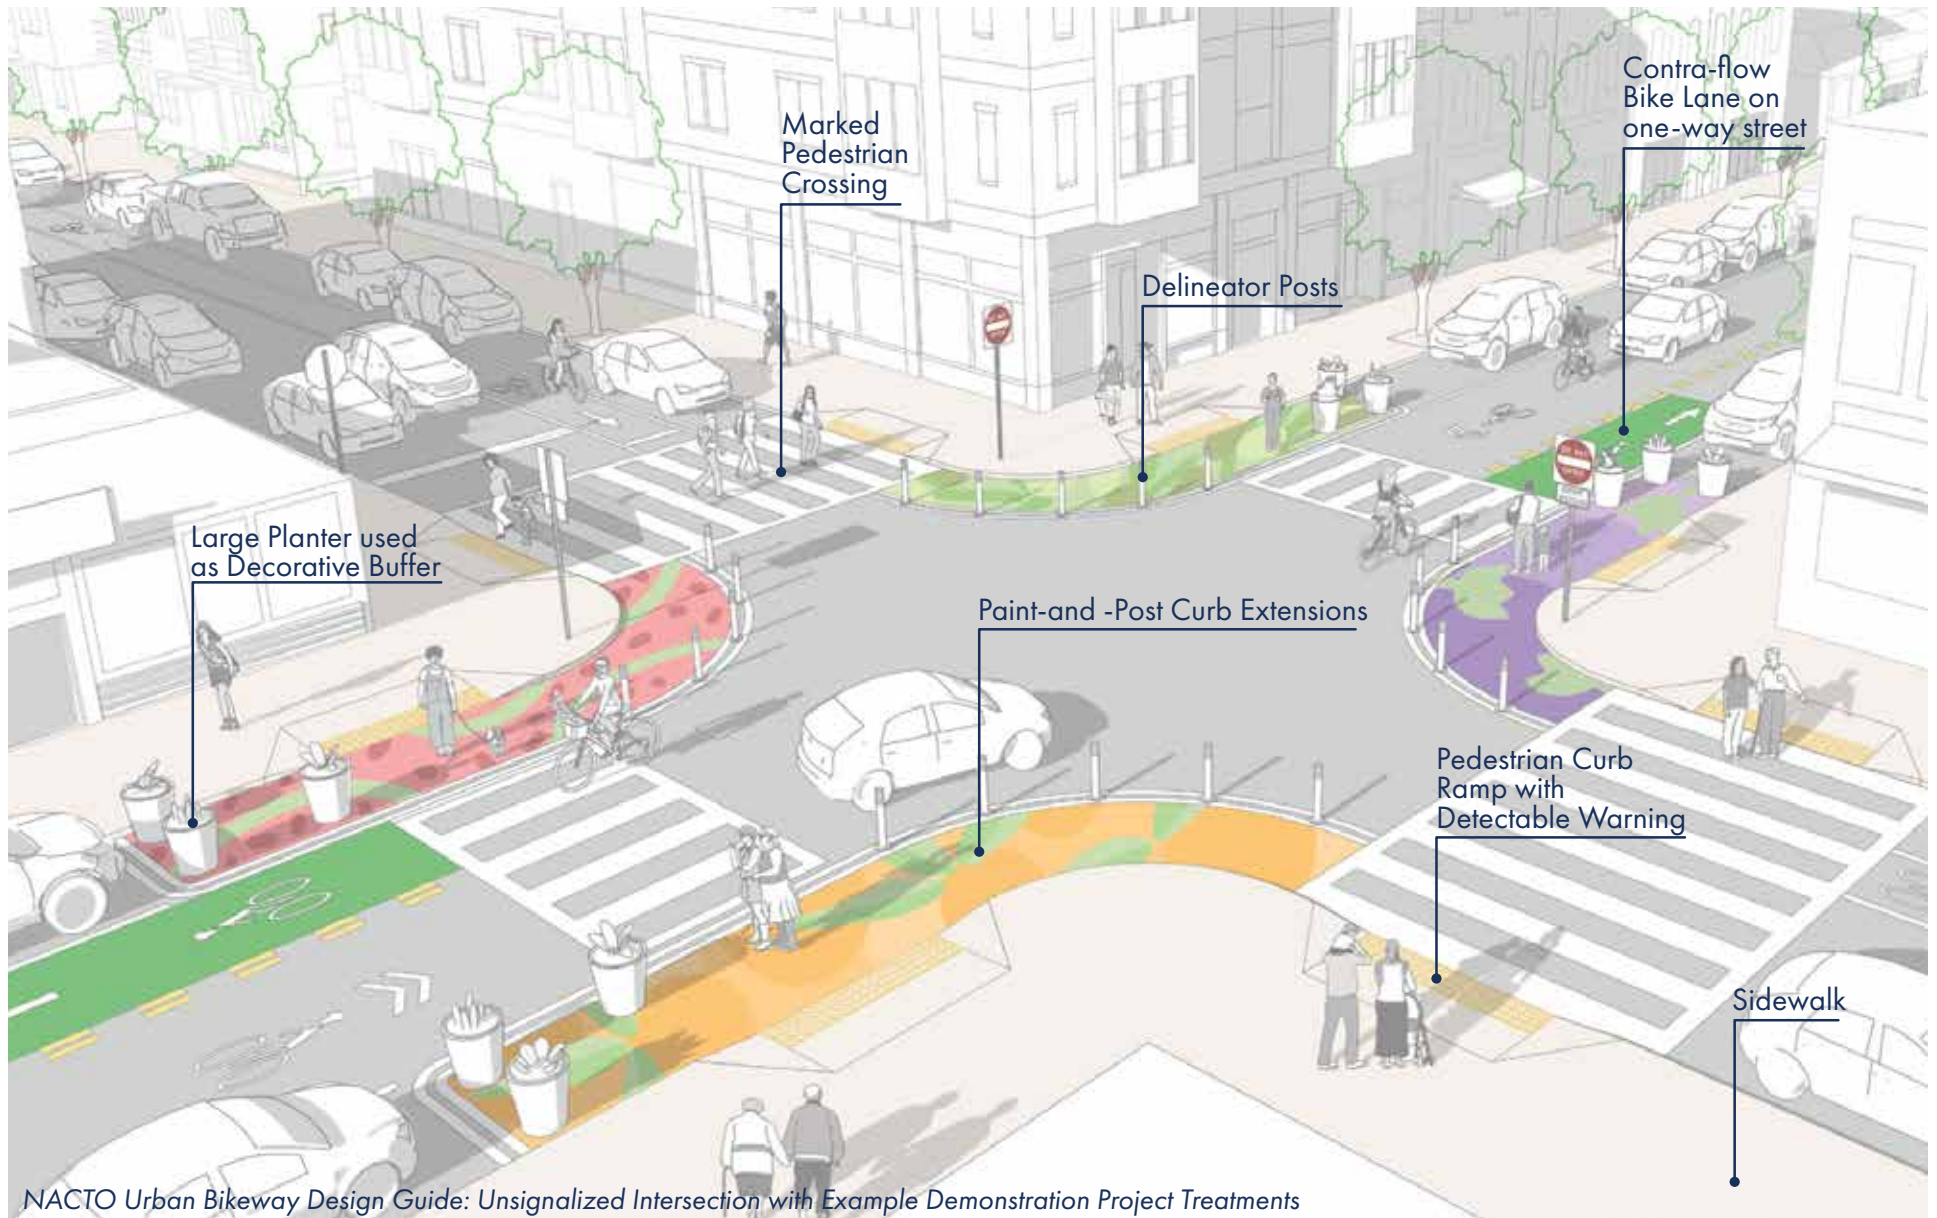 Contra-flow
Bike Lane on
one-way street
Marked
Pedestrian
Crossing
Delineator Posts
Large Planter used
as Decorative Buffer
Paint-and -Post Curb Extensions
Pedestrian Curb
Ramp with
Detectable Warning
Sidewalk
NACTO Urban Bikeway Design Guide: Unsignalized Intersection with Example Demonstration Project Treatments